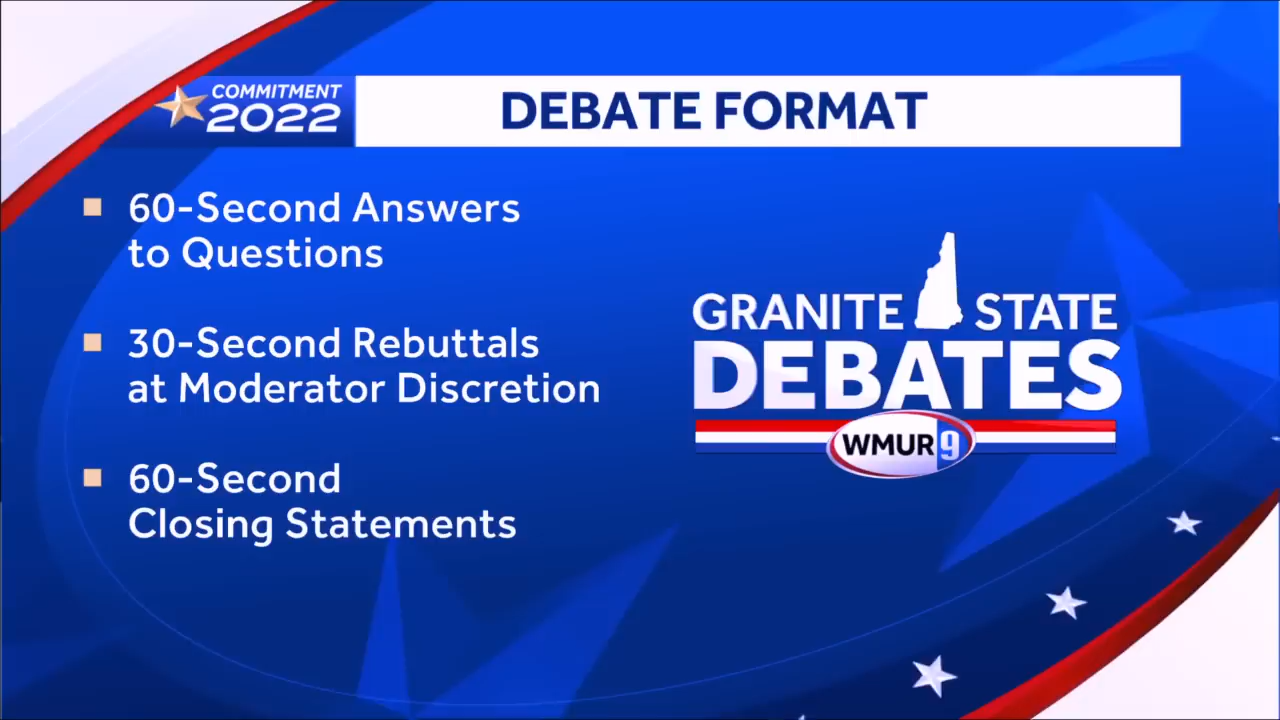 COMMITMENT
2022
DEBATE FORMAT
60-Second Answers
to Questions
30-Second Rebuttals
at Moderator Discretion
60-Second
Closing Statements
GRANITE STATE
DEBATES
WMUR 9